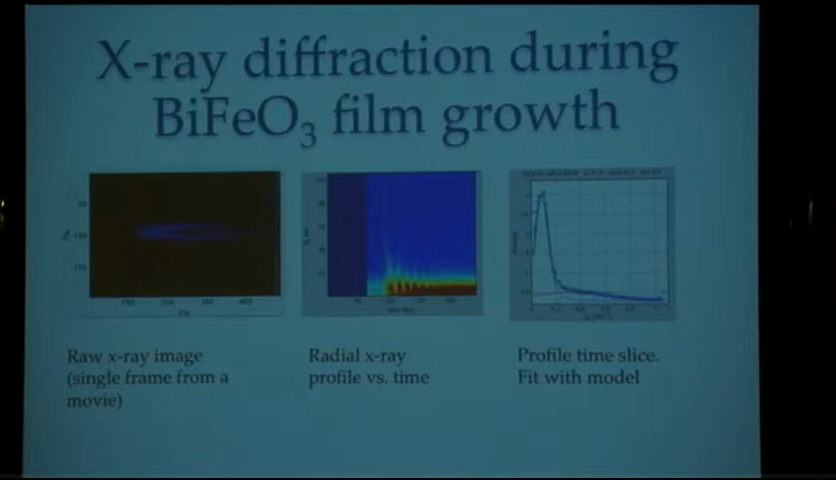 X-ray diffraction during
BiFeO₃ film growth
Raw x-ray image
(single frame from a
movie)
Radial x-ray
profile vs. time
Profile time slice.
Fit with model